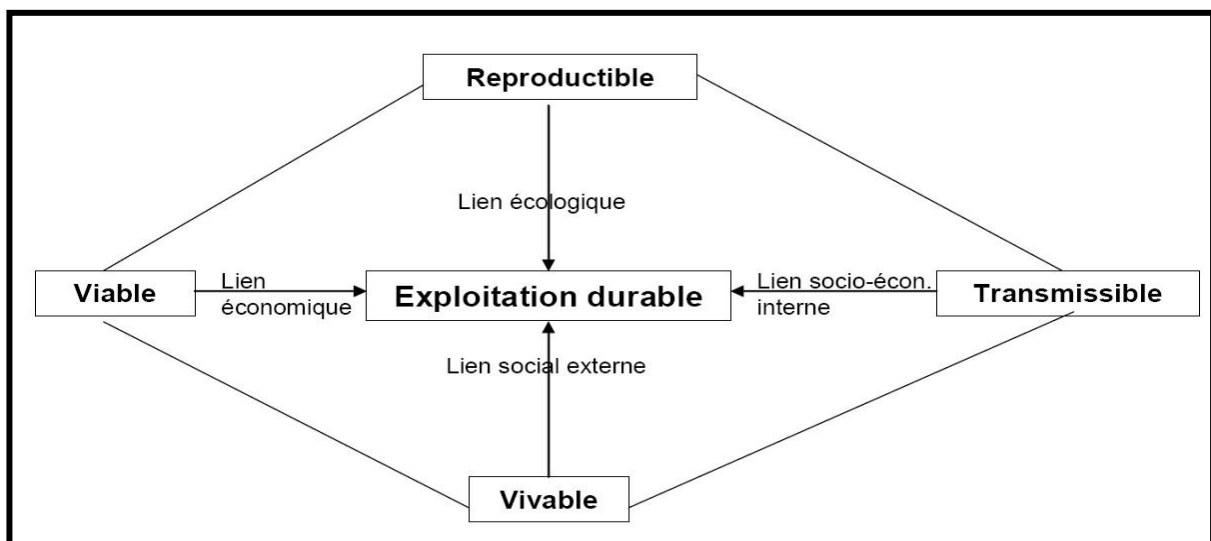 Reproductible
Lien écologique
Viable
Lien
économique
Exploitation durable
Lien socio-écon.
interne
Transmissible
Lien social externe
Vivable